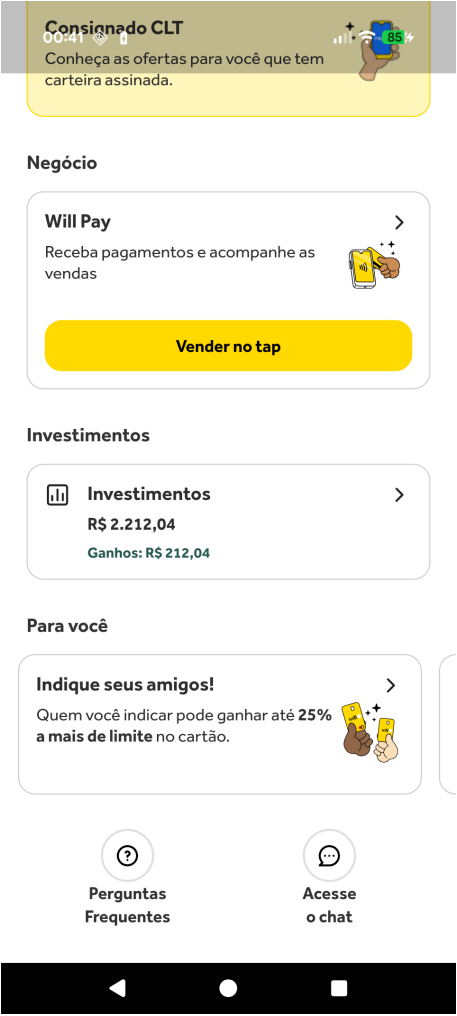 Consignado CLT
00:41
85
Conheça as ofertas para você que tem
carteira assinada.
Negócio
Will Pay
Receba pagamentos e acompanhe as
vendas
Vender no tap
Investimentos
Investimentos
R$ 2.212,04
Ganhos: R$ 212,04
Para você
Indique seus amigos!
Quem você indicar pode ganhar até 25%
a mais de limite no cartão.
Perguntas
Frequentes
Acesse
o chat